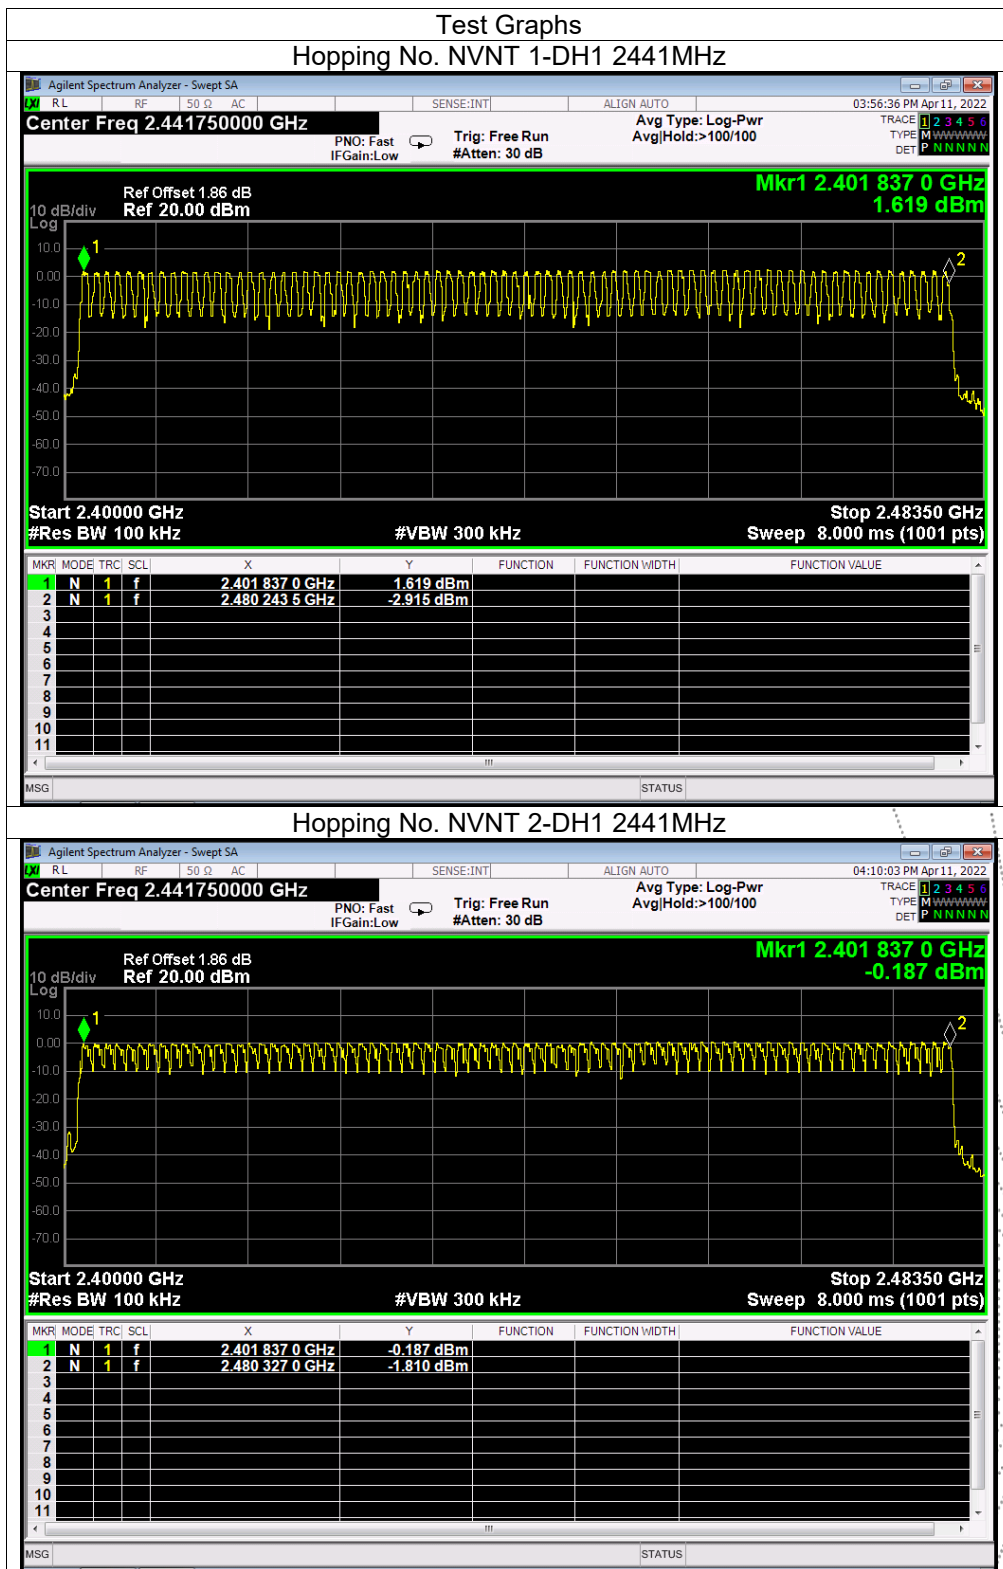 Test Graphs
Hopping No. NVNT 1-DH1 2441MHz
Agilent Spectrum Analyzer - Swept SA
LXI RL RF 50 Ω AC SENSE:INT ALIGN AUTO 03:56:36 PM Apr 11, 2022
Center Freq 2.441750000 GHz Avg Type: Log-Pwr TRACE 1 2 3 4 5 6
PNO: Fast Trig: Free Run Avg|Hold:>100/100 TYPE M WWWWW
IFGain:Low #Atten: 30 dB DET P N N N N N
Mkr1 2.401 837 0 GHz
Ref Offset 1.86 dB
10 dB/div Ref 20.00 dBm 1.619 dBm
Log
10.0
1
2
0.00
-10.0
-20.0
-30.0
-40.0
-50.0
-60.0
-70.0
Start 2.40000 GHz Stop 2.48350 GHz
#Res BW 100 kHz #VBW 300 kHz Sweep 8.000 ms (1001 pts)
MKR MODE TRC SCL X Y FUNCTION FUNCTION WIDTH FUNCTION VALUE
1 N 1 f 2.401 837 0 GHz 1.619 dBm
2 N 1 f 2.480 243 5 GHz -2.915 dBm
3
4
5
6
7
8
9
10
11
MSG STATUS
Hopping No. NVNT 2-DH1 2441MHz
Agilent Spectrum Analyzer - Swept SA
LXI RL RF 50 Ω AC SENSE:INT ALIGN AUTO 04:10:03 PM Apr 11, 2022
Center Freq 2.441750000 GHz Avg Type: Log-Pwr TRACE 1 2 3 4 5 6
PNO: Fast Trig: Free Run Avg|Hold:>100/100 TYPE M WWWWW
IFGain:Low #Atten: 30 dB DET P N N N N N
Mkr1 2.401 837 0 GHz
Ref Offset 1.86 dB
10 dB/div Ref 20.00 dBm -0.187 dBm
Log
10.0
1
2
0.00
-10.0
-20.0
-30.0
-40.0
-50.0
-60.0
-70.0
Start 2.40000 GHz Stop 2.48350 GHz
#Res BW 100 kHz #VBW 300 kHz Sweep 8.000 ms (1001 pts)
MKR MODE TRC SCL X Y FUNCTION FUNCTION WIDTH FUNCTION VALUE
1 N 1 f 2.401 837 0 GHz -0.187 dBm
2 N 1 f 2.480 327 0 GHz -1.810 dBm
3
4
5
6
7
8
9
10
11
MSG STATUS